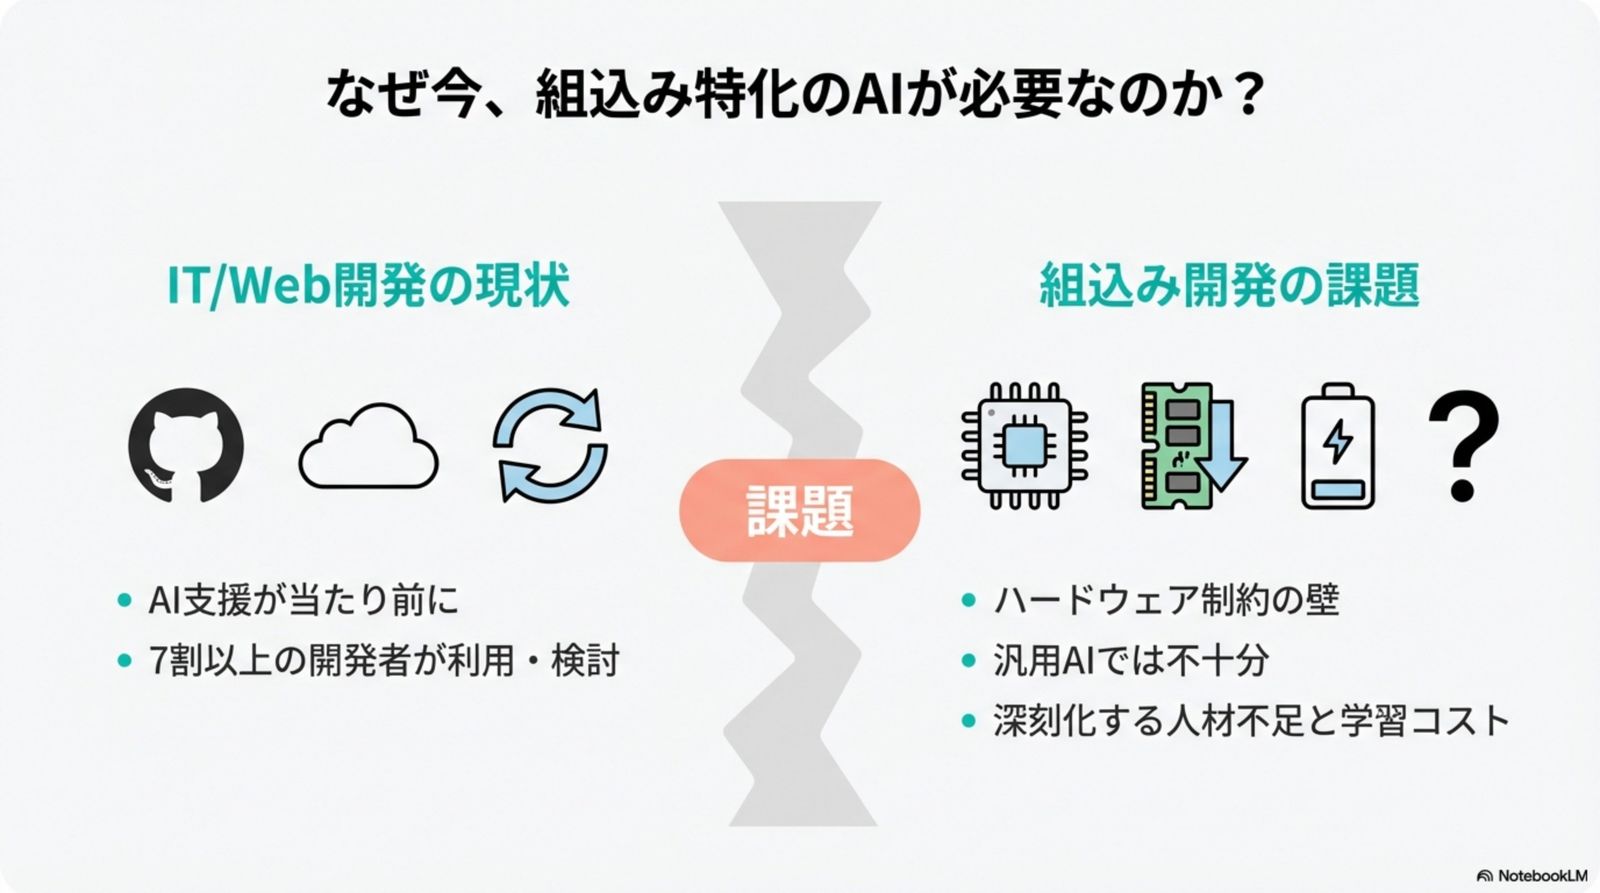 なぜ今、組込み特化のAIが必要なのか？
IT/Web開発の現状
AI支援が当たり前に
7割以上の開発者が利用・検討
課題
組込み開発の課題
ハードウェア制約の壁
汎用AIでは不十分
深刻化する人材不足と学習コスト
NotebookLM